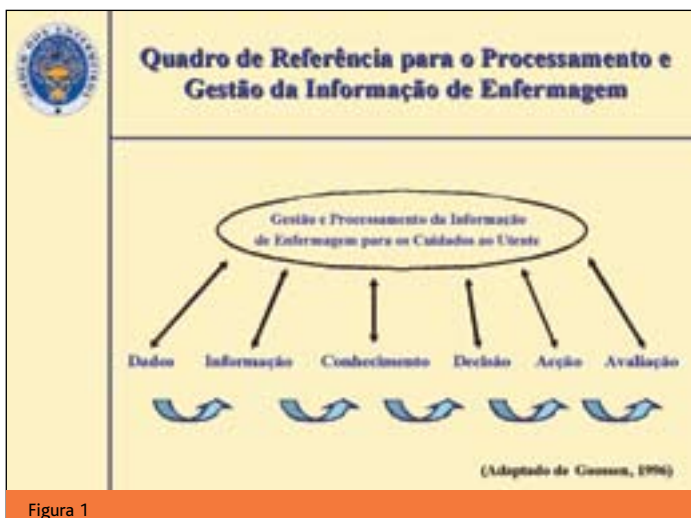 Quadro de Referência para o Processamento e
Gestão da Informação de Enfermagem
Gestão e Processamento da Informação
de Enfermagem para os Cuidados ao Utente
Dados Informação Conhecimento Decisão Acção Avaliação
(Adaptado de Goossen, 1996)
Figura 1